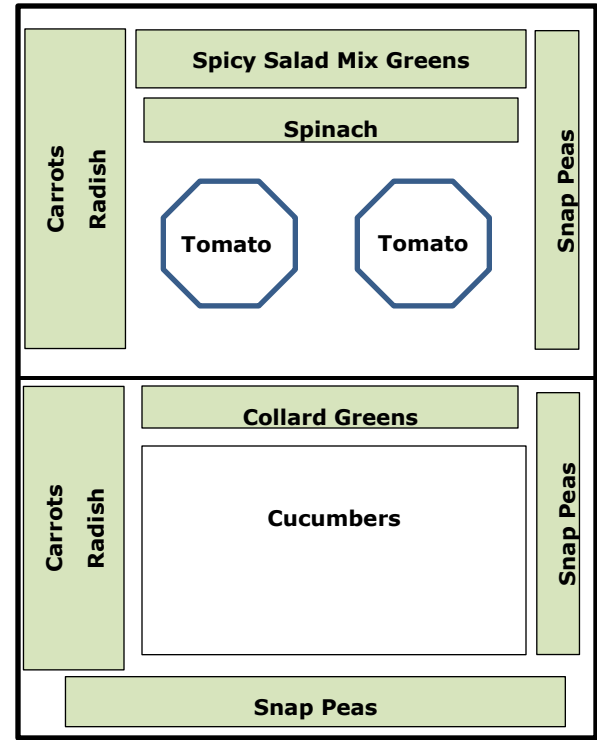 Spicy Salad Mix Greens
Spinach
Carrots
Radish
Tomato
Tomato
Snap Peas
Collard Greens
Carrots
Radish
Cucumbers
Snap Peas
Snap Peas